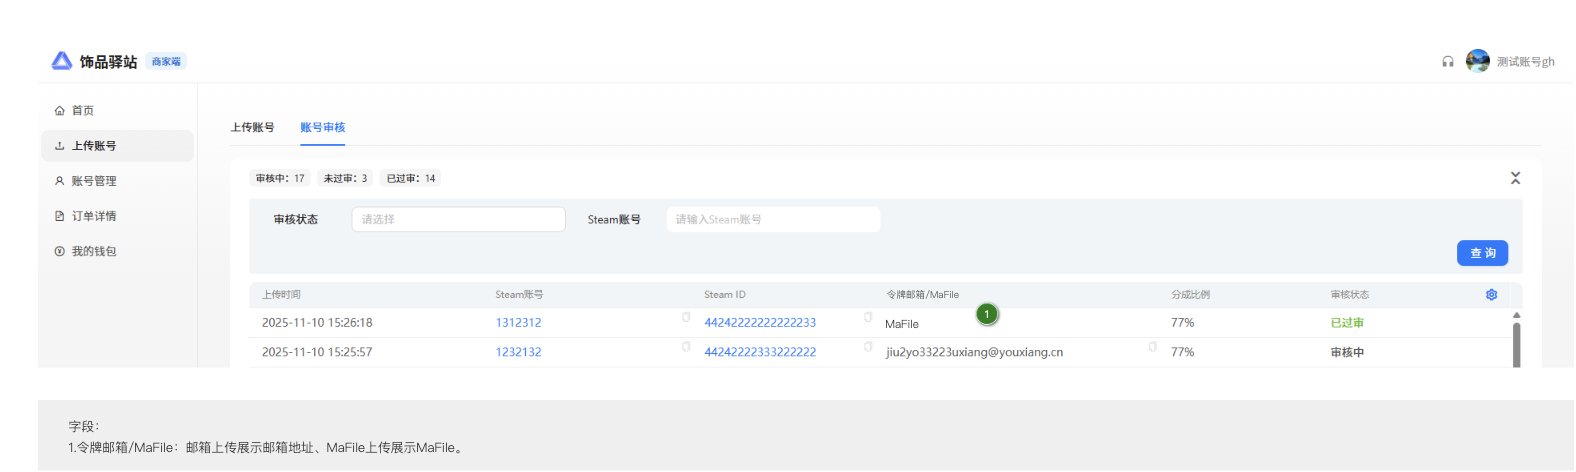 饰品驿站 商家端 测试账号gh
首页
上传账号
账号管理
订单详情
我的钱包
上传账号 账号审核
审核中：17 未过审：3 已过审：14
审核状态 请选择 Steam账号 请输入Steam账号
查 询
上传时间 Steam账号 Steam ID 令牌邮箱/MaFile 分成比例 审核状态
1
2025-11-10 15:26:18 1312312 44242222222222233 MaFile 77% 已过审
2025-11-10 15:25:57 1232132 44242222333222222 jiu2yo33223uxiang@youxiang.cn 77% 审核中
字段：
1.令牌邮箱/MaFile：邮箱上传展示邮箱地址、MaFile上传展示MaFile。